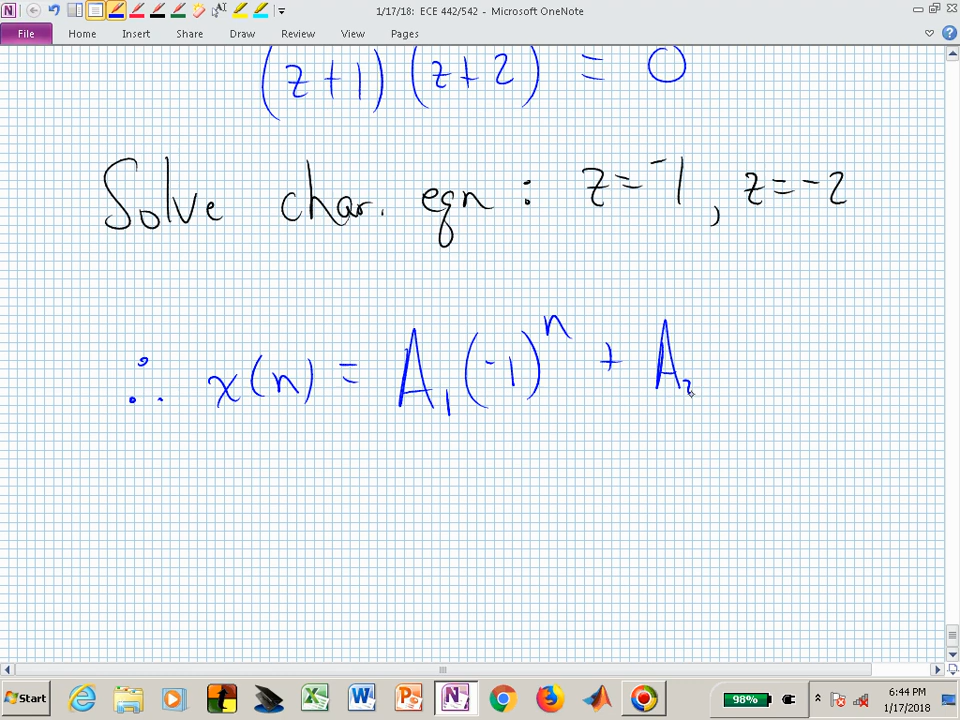 1/17/18: ECE 442/542 - Microsoft OneNote
File Home Insert Share Draw Review View Pages
(z+1)(z+2) = 0
Solve char. eqn : z=-1, z=-2
∴ x(n) = A₁(-1)ⁿ + A₂
Start 98% 6:44 PM
1/17/2018